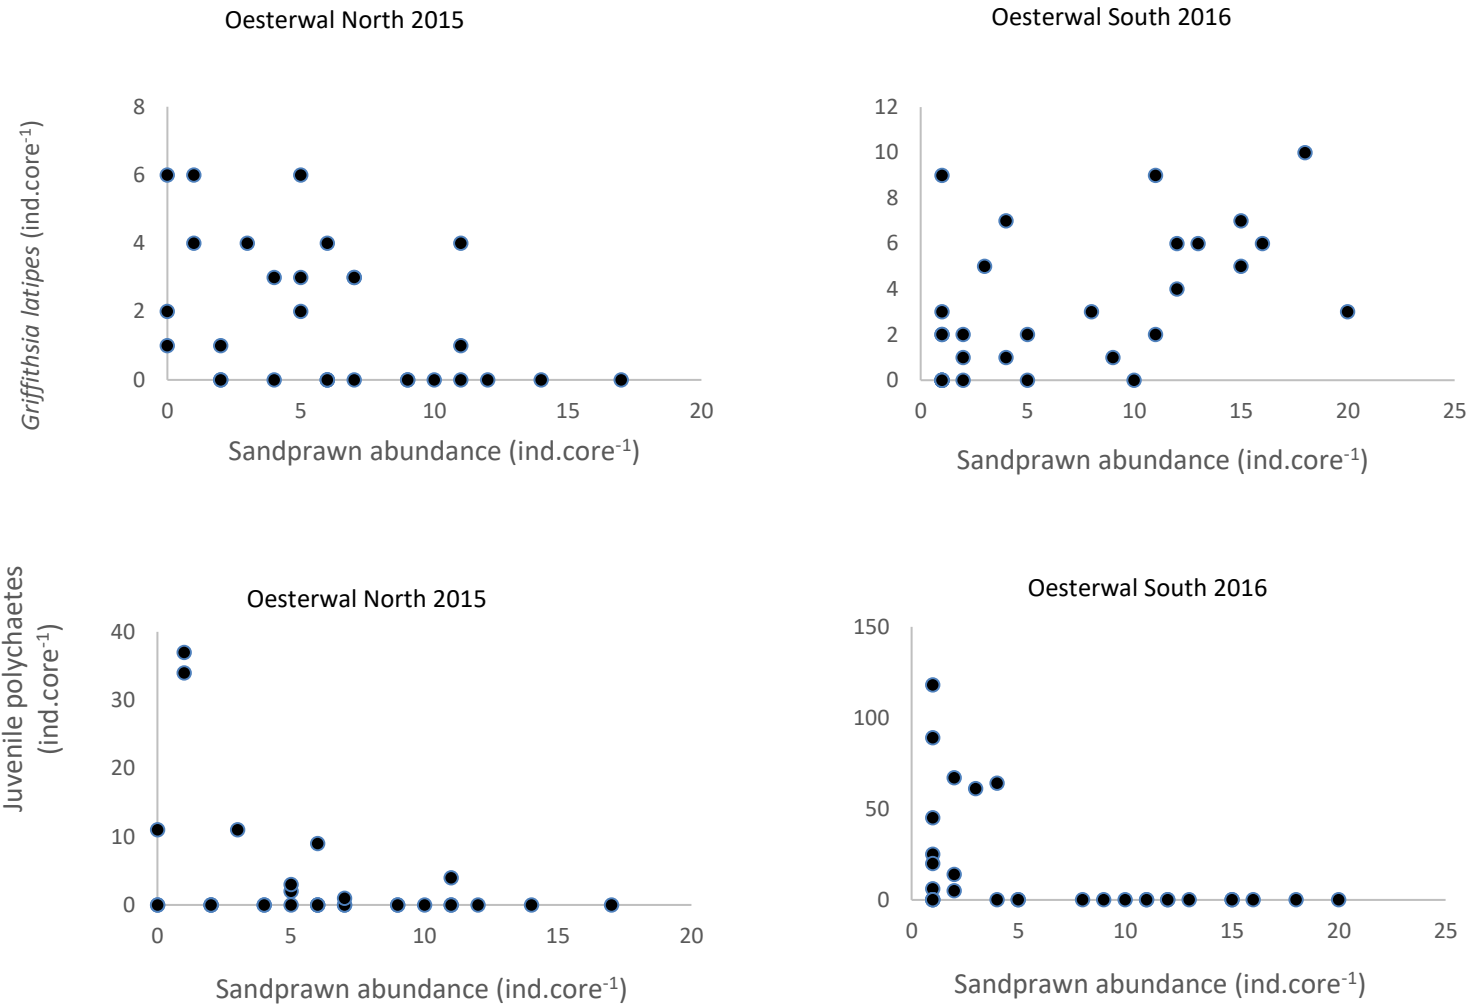 Oesterwal North 2015
Oesterwal South 2016
Griffithsia latipes (ind.core-1)
8
6
4
2
0
0 5 10 15 20
Sandprawn abundance (ind.core-1)
12
10
8
6
4
2
0
0 5 10 15 20 25
Sandprawn abundance (ind.core-1)
Oesterwal North 2015
Oesterwal South 2016
Juvenile polychaetes
(ind.core-1)
40
30
20
10
0
0 5 10 15 20
Sandprawn abundance (ind.core-1)
150
100
50
0
0 5 10 15 20 25
Sandprawn abundance (ind.core-1)